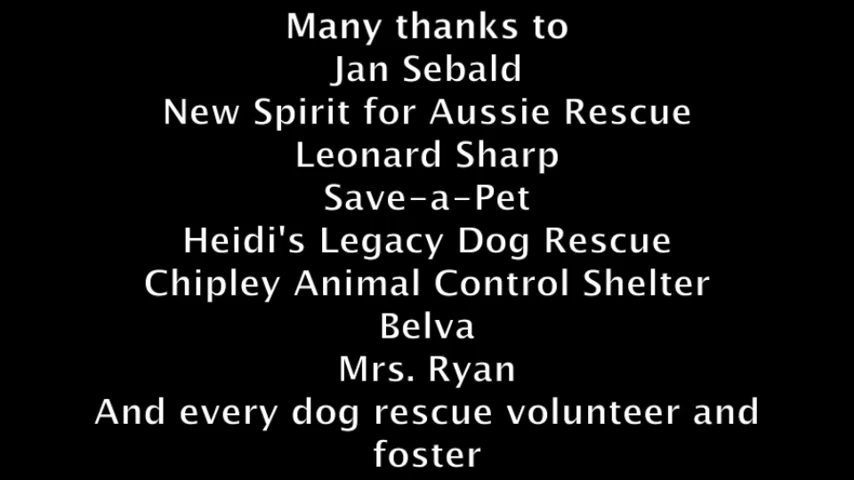 Many thanks to
Jan Sebald
New Spirit for Aussie Rescue
Leonard Sharp
Save-a-Pet
Heidi's Legacy Dog Rescue
Chipley Animal Control Shelter
Belva
Mrs. Ryan
And every dog rescue volunteer and
foster